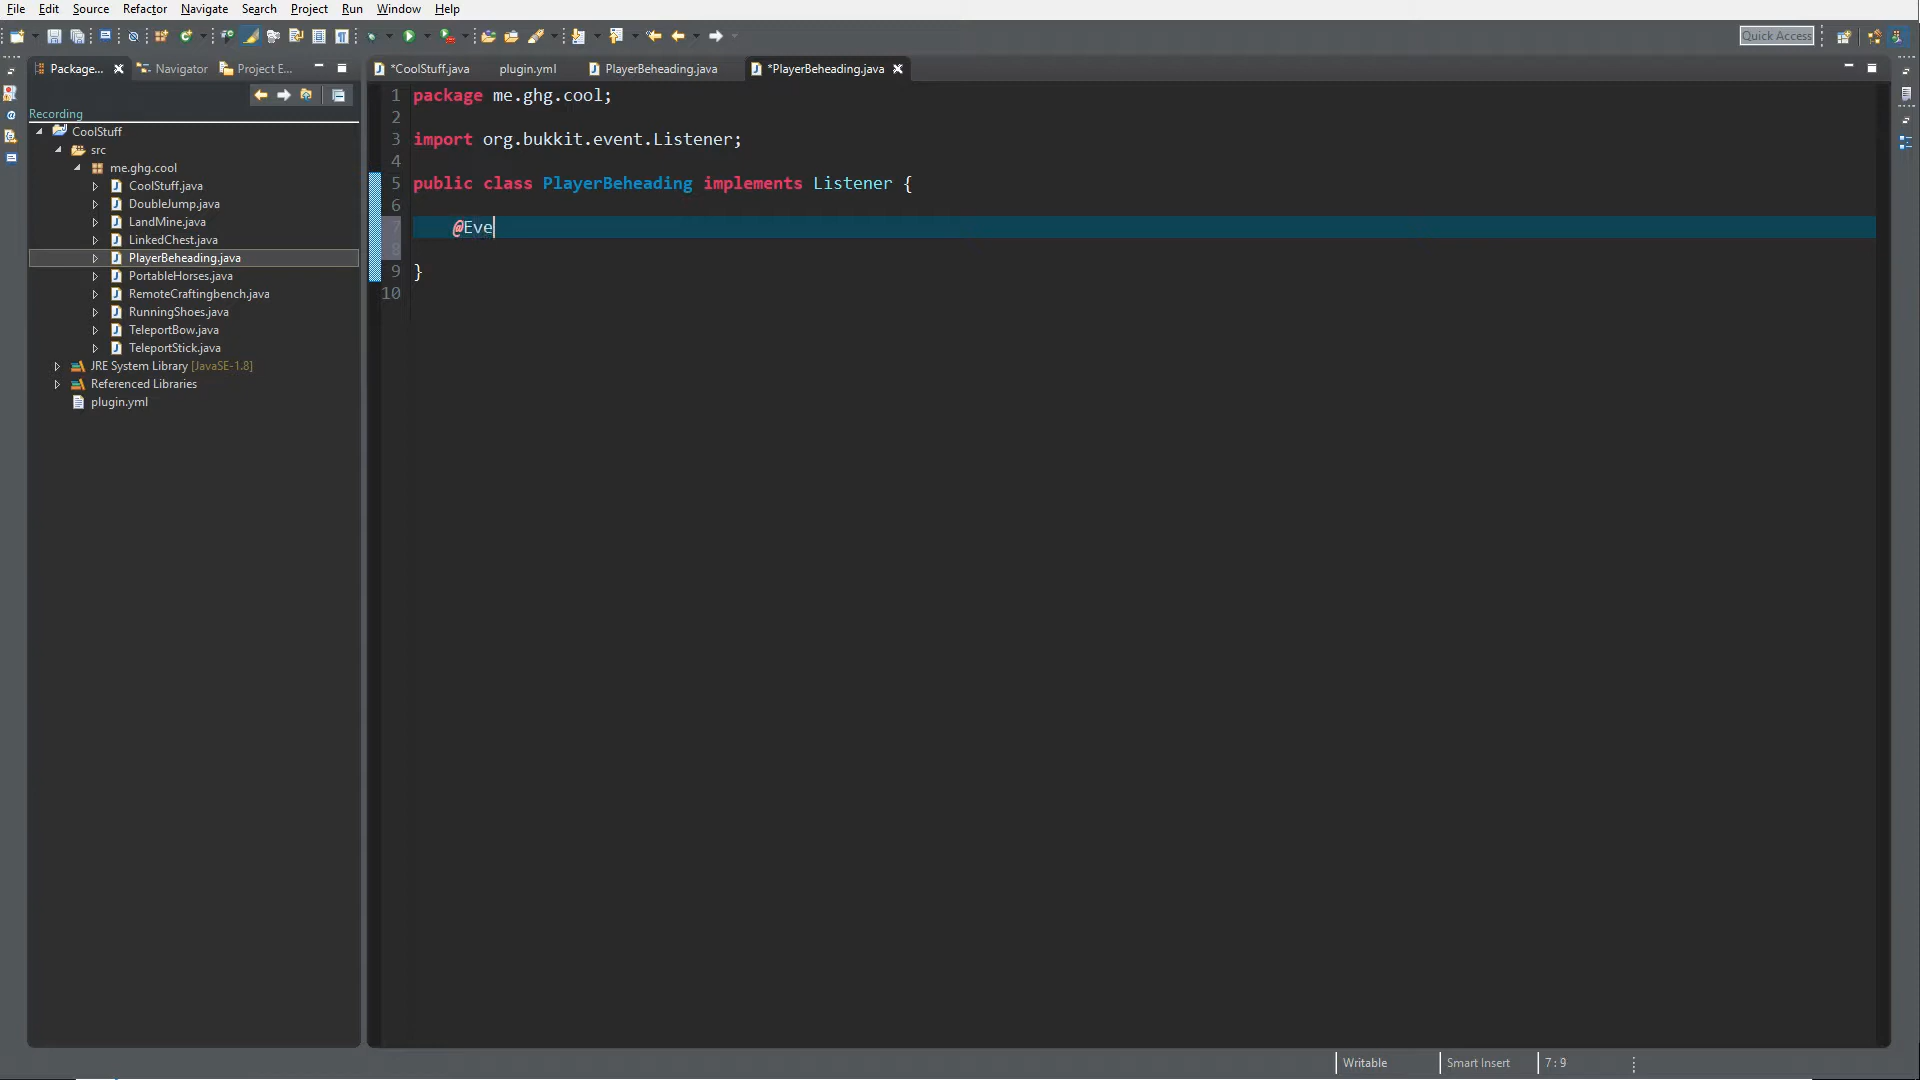 File Edit Source Refactor Navigate Search Project Run Window Help
Quick Access
Package... Navigator Project E...
*CoolStuff.java plugin.yml PlayerBeheading.java *PlayerBeheading.java
Recording
CoolStuff
src
me.ghg.cool
CoolStuff.java
DoubleJump.java
LandMine.java
LinkedChest.java
PlayerBeheading.java
PortableHorses.java
RemoteCraftingbench.java
RunningShoes.java
TeleportBow.java
TeleportStick.java
JRE System Library [JavaSE-1.8]
Referenced Libraries
plugin.yml
1 package me.ghg.cool;
2
3 import org.bukkit.event.Listener;
4
5 public class PlayerBeheading implements Listener {
6
7 @Eve
8
9 }
10
Writable Smart Insert 7 : 9